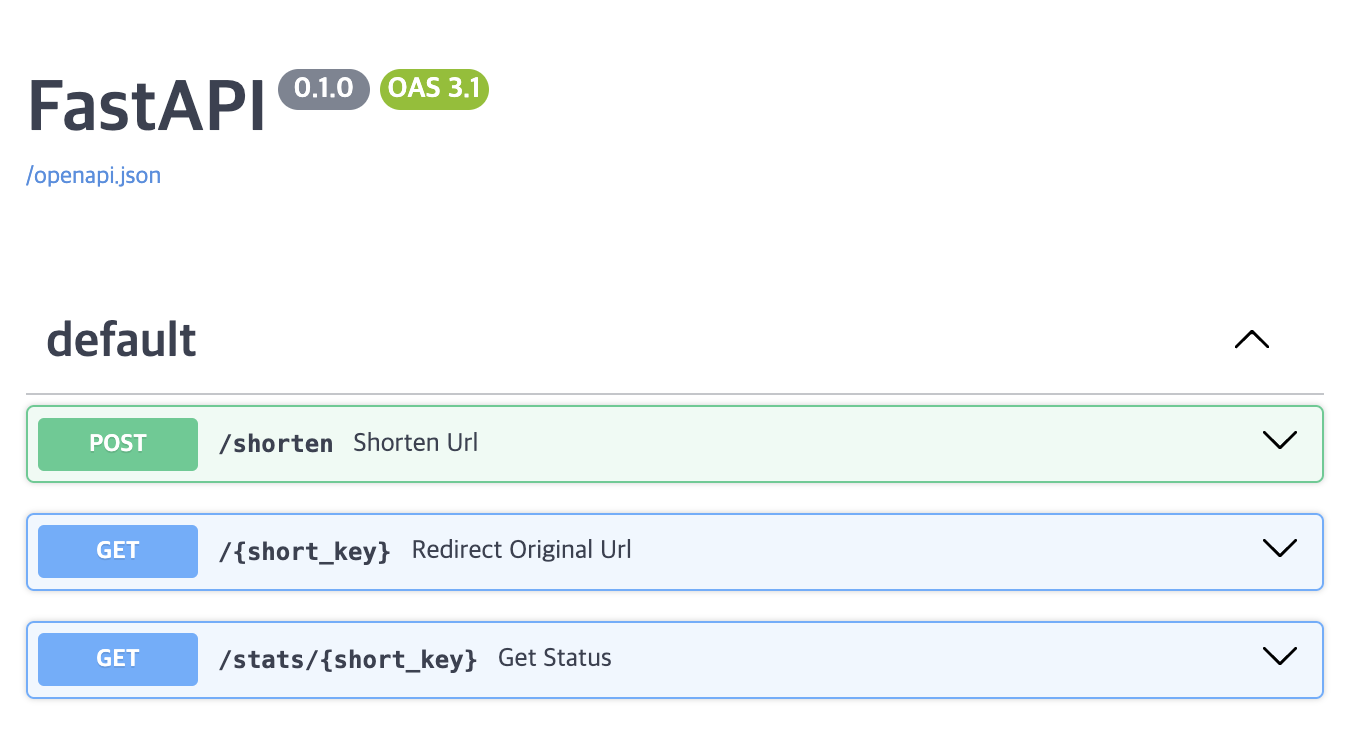 FastAPI 0.1.0 OAS 3.1
/openapi.json
default
POST /shorten Shorten Url
GET /{short_key} Redirect Original Url
GET /stats/{short_key} Get Status